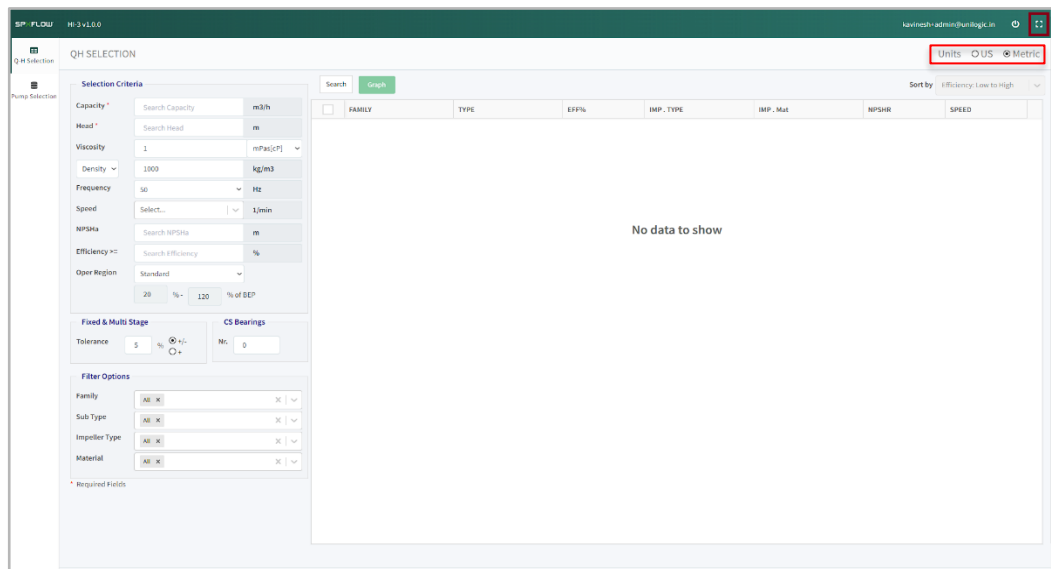 SPXFLOW HI-3 v1.0.0 kavinesh+admin@unilogic.in
Q-H Selection
Pump Selection
QH SELECTION Units US Metric
Selection Criteria
Capacity * Search Capacity m3/h
Head * Search Head m
Viscosity 1 mPas[cP]
Density 1000 kg/m3
Frequency 50 Hz
Speed Select... 1/min
NPSHa Search NPSHa m
Efficiency >= Search Efficiency %
Oper Region Standard
20 % - 120 % of BEP
Fixed & Multi Stage
Tolerance 5 % +/-
+
CS Bearings
Nr. 0
Filter Options
Family All ×
Sub Type All ×
Impeller Type All ×
Material All ×
* Required Fields
Search Graph Sort by Efficiency: Low to High
FAMILY TYPE EFF% IMP. TYPE IMP. Mat NPSHR SPEED
No data to show